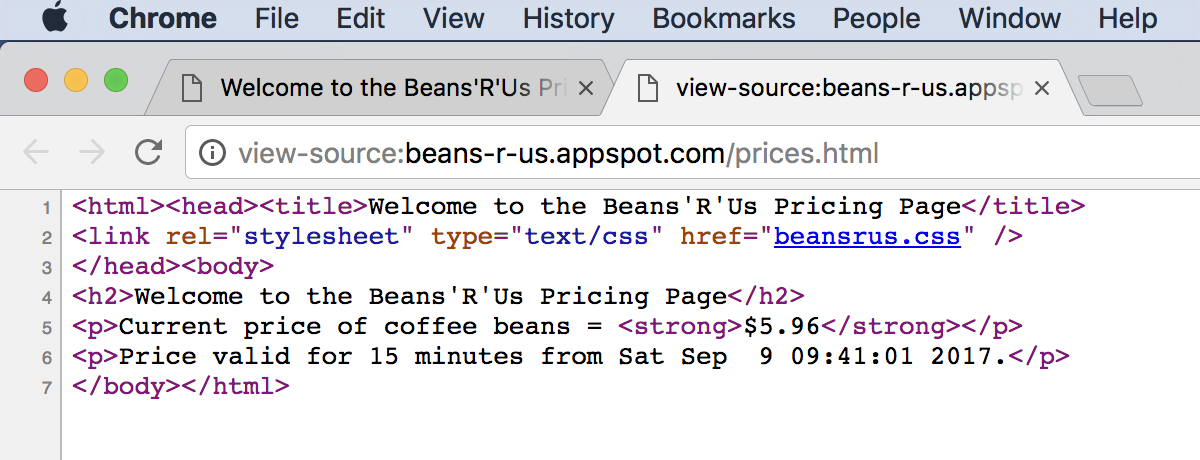 Chrome File Edit View History Bookmarks People Window Help
Welcome to the Beans'R'Us Pri view-source:beans-r-us.appsp
view-source:beans-r-us.appspot.com/prices.html
1 <html><head><title>Welcome to the Beans'R'Us Pricing Page</title>
2 <link rel="stylesheet" type="text/css" href="beansrus.css" />
3 </head><body>
4 <h2>Welcome to the Beans'R'Us Pricing Page</h2>
5 <p>Current price of coffee beans = <strong>$5.96</strong></p>
6 <p>Price valid for 15 minutes from Sat Sep  9 09:41:01 2017.</p>
7 </body></html>